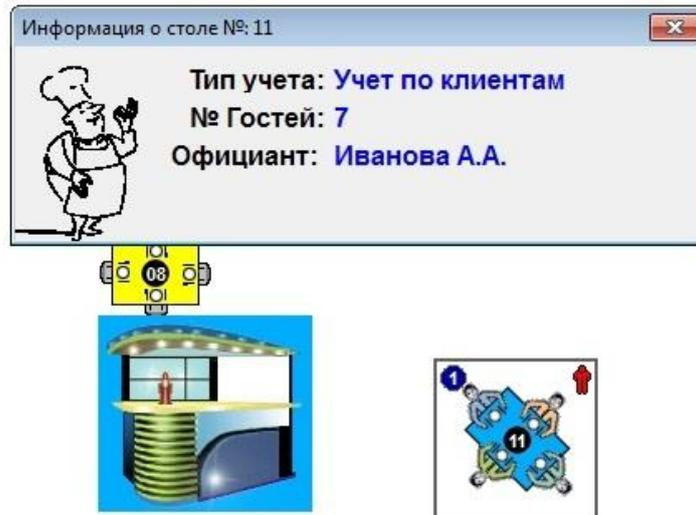 Информация о столе №: 11
Тип учета: Учет по клиентам
№ Гостей: 7
Официант: Иванова А.А.
08
1
11